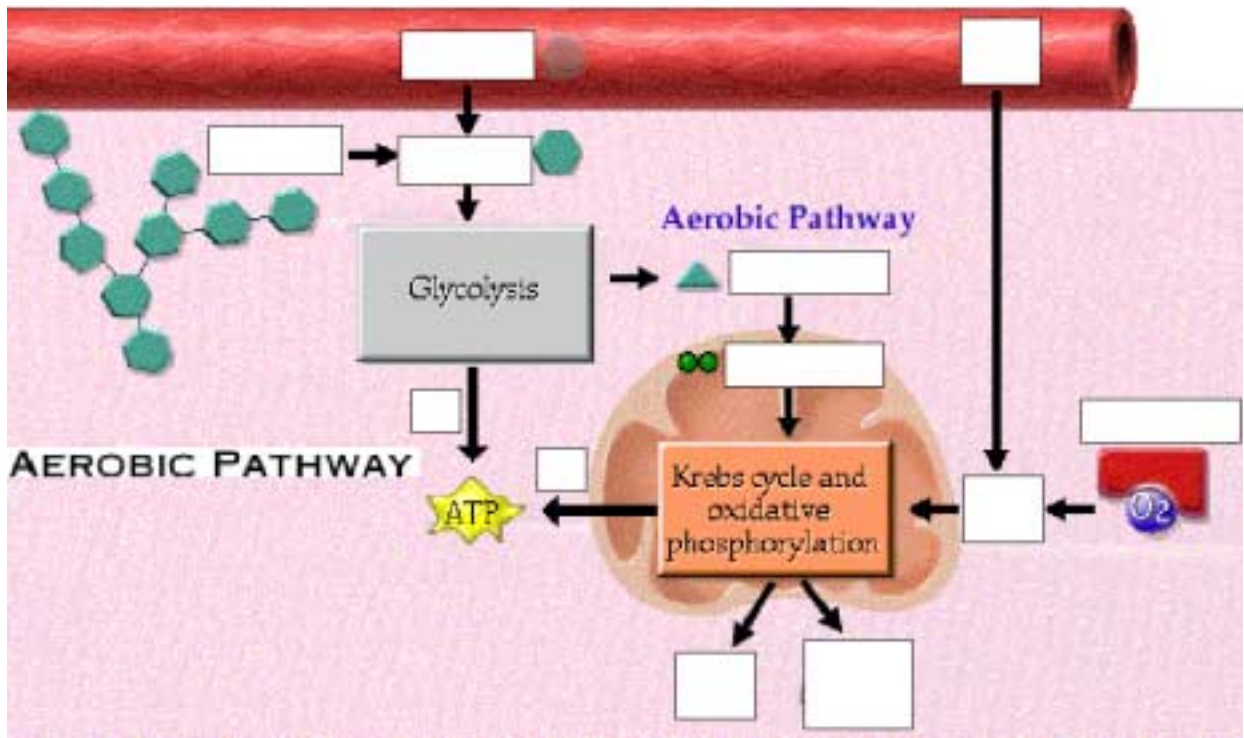 Aerobic Pathway
Glycolysis
AEROBIC PATHWAY
Krebs cycle and
oxidative
phosphorylation
ATP
O2